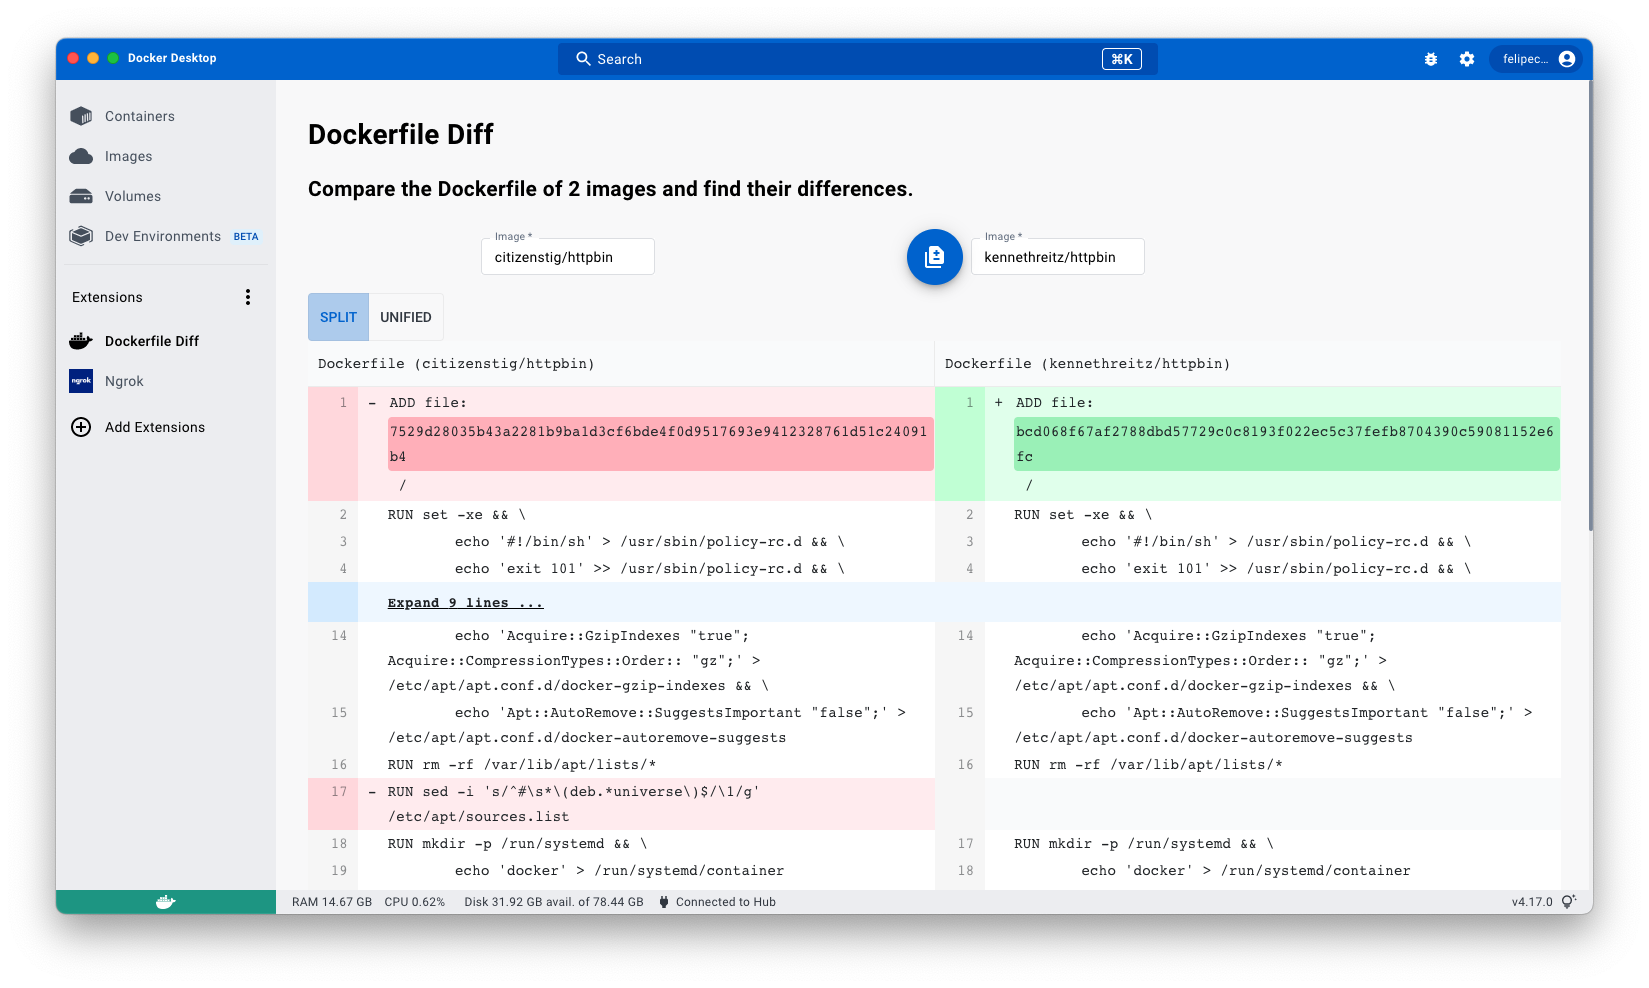 Docker Desktop
Search
⌘K
felipec...
Containers
Images
Volumes
Dev Environments BETA
Extensions
Dockerfile Diff
ngrok
Ngrok
Add Extensions
Dockerfile Diff
Compare the Dockerfile of 2 images and find their differences.
Image *
citizenstig/httpbin
Image *
kennethreitz/httpbin
SPLIT UNIFIED
Dockerfile (citizenstig/httpbin)
Dockerfile (kennethreitz/httpbin)
1 - ADD file:
7529d28035b43a2281b9ba1d3cf6bde4f0d9517693e9412328761d51c24091
b4
/
1 + ADD file:
bcd068f67af2788dbd57729c0c8193f022ec5c37fefb8704390c59081152e6
fc
/
2 RUN set -xe && \
2 RUN set -xe && \
3 echo '#!/bin/sh' > /usr/sbin/policy-rc.d && \
3 echo '#!/bin/sh' > /usr/sbin/policy-rc.d && \
4 echo 'exit 101' >> /usr/sbin/policy-rc.d && \
4 echo 'exit 101' >> /usr/sbin/policy-rc.d && \
Expand 9 lines ...
14 echo 'Acquire::GzipIndexes "true";
Acquire::CompressionTypes::Order:: "gz";' >
/etc/apt/apt.conf.d/docker-gzip-indexes && \
14 echo 'Acquire::GzipIndexes "true";
Acquire::CompressionTypes::Order:: "gz";' >
/etc/apt/apt.conf.d/docker-gzip-indexes && \
15 echo 'Apt::AutoRemove::SuggestsImportant "false";' >
/etc/apt/apt.conf.d/docker-autoremove-suggests
15 echo 'Apt::AutoRemove::SuggestsImportant "false";' >
/etc/apt/apt.conf.d/docker-autoremove-suggests
16 RUN rm -rf /var/lib/apt/lists/*
16 RUN rm -rf /var/lib/apt/lists/*
17 - RUN sed -i 's/^#\s*\(deb.*universe\)$/\1/g'
/etc/apt/sources.list
18 RUN mkdir -p /run/systemd && \
17 RUN mkdir -p /run/systemd && \
19 echo 'docker' > /run/systemd/container
18 echo 'docker' > /run/systemd/container
RAM 14.67 GB CPU 0.62% Disk 31.92 GB avail. of 78.44 GB Connected to Hub
v4.17.0